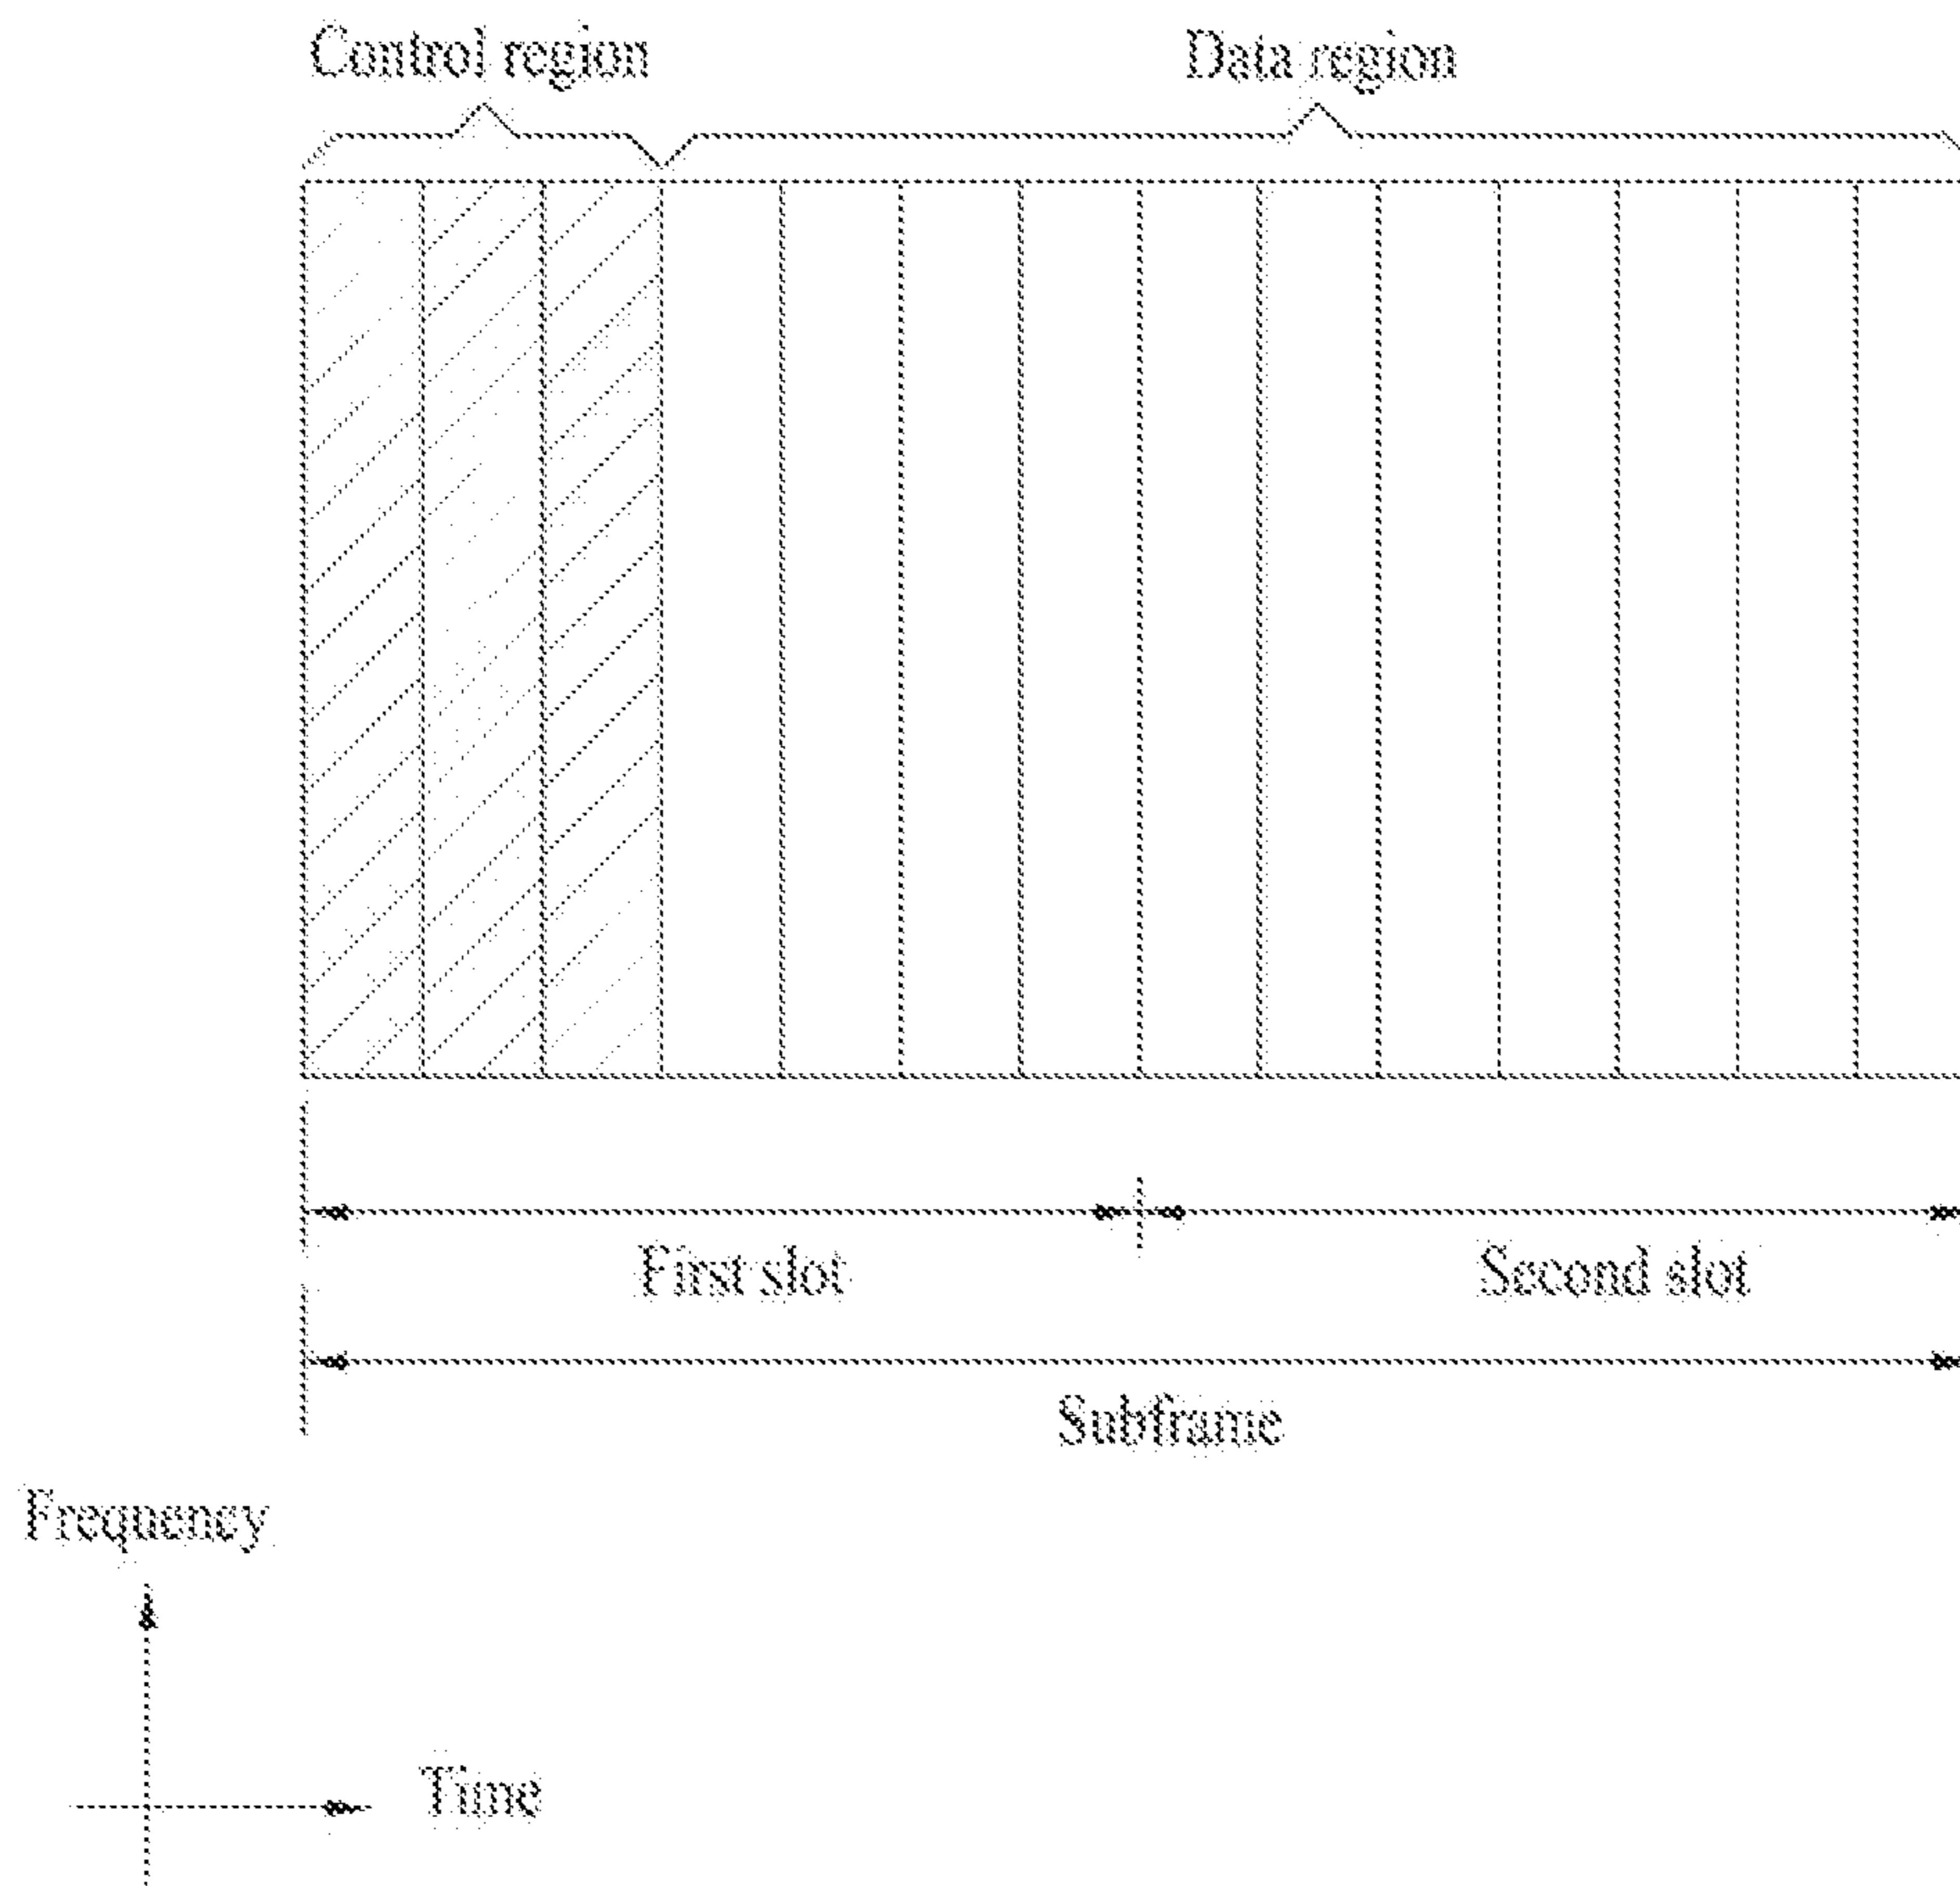 Control region
Data region
First slot
Second slot
Subframe
Frequency
Time